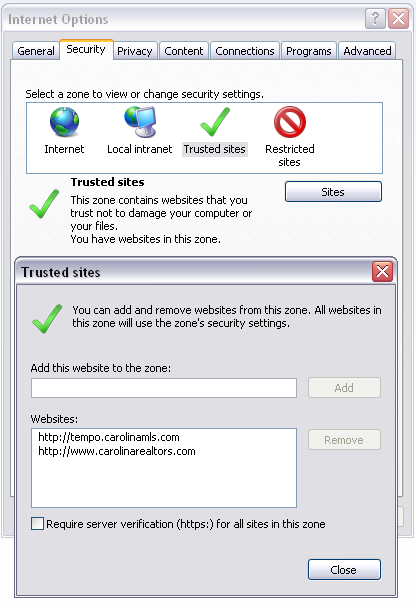 Internet Options
General Security Privacy Content Connections Programs Advanced
Select a zone to view or change security settings.
Internet Local intranet Trusted sites Restricted
sites
Trusted sites
Sites
This zone contains websites that you
trust not to damage your computer or
your files.
You have websites in this zone.
Trusted sites
You can add and remove websites from this zone. All websites in
this zone will use the zone's security settings.
Add this website to the zone:
Add
Websites:
http://tempo.carolinamls.com
http://www.carolinarealtors.com
Remove
Require server verification (https:) for all sites in this zone
Close